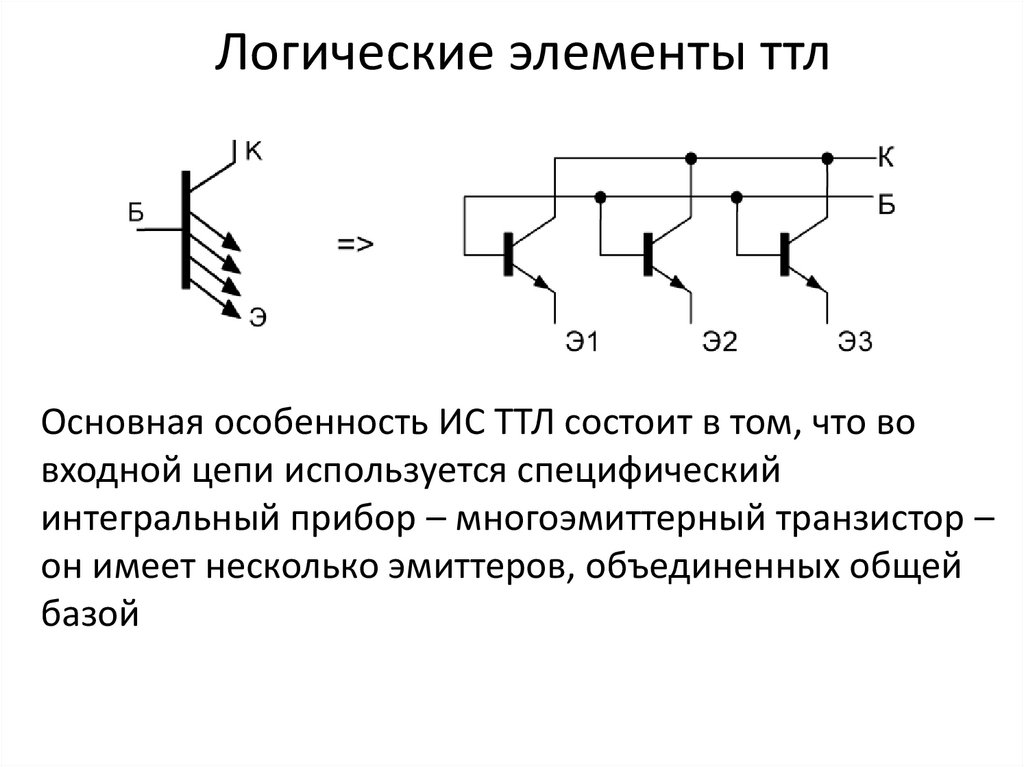 Логические элементы ттл
К
К
Б
Б
=>
Э
Э1
Э2
Э3
Основная особенность ИС ТТЛ состоит в том, что во
входной цепи используется специфический
интегральный прибор – многоэмиттерный транзистор –
он имеет несколько эмиттеров, объединенных общей
базой